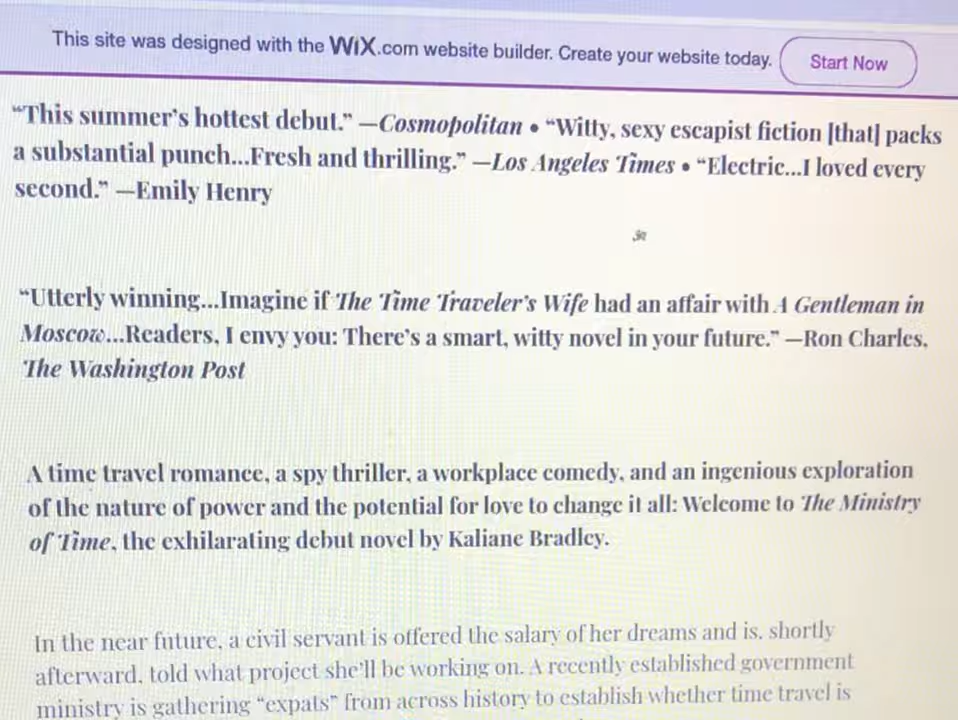 This site was designed with the WiX.com website builder. Create your website today. Start Now
“This summer’s hottest debut.” —Cosmopolitan • “Witty, sexy escapist fiction [that] packs
a substantial punch...Fresh and thrilling.” —Los Angeles Times • “Electric...I loved every
second.” —Emily Henry
“Utterly winning...Imagine if The Time Traveler’s Wife had an affair with A Gentleman in
Moscow...Readers, I envy you: There’s a smart, witty novel in your future.” —Ron Charles,
The Washington Post
A time travel romance, a spy thriller, a workplace comedy, and an ingenious exploration
of the nature of power and the potential for love to change it all: Welcome to The Ministry
of Time, the exhilarating debut novel by Kaliane Bradley.
In the near future, a civil servant is offered the salary of her dreams and is, shortly
afterward, told what project she’ll be working on. A recently established government
ministry is gathering “expats” from across history to establish whether time travel is